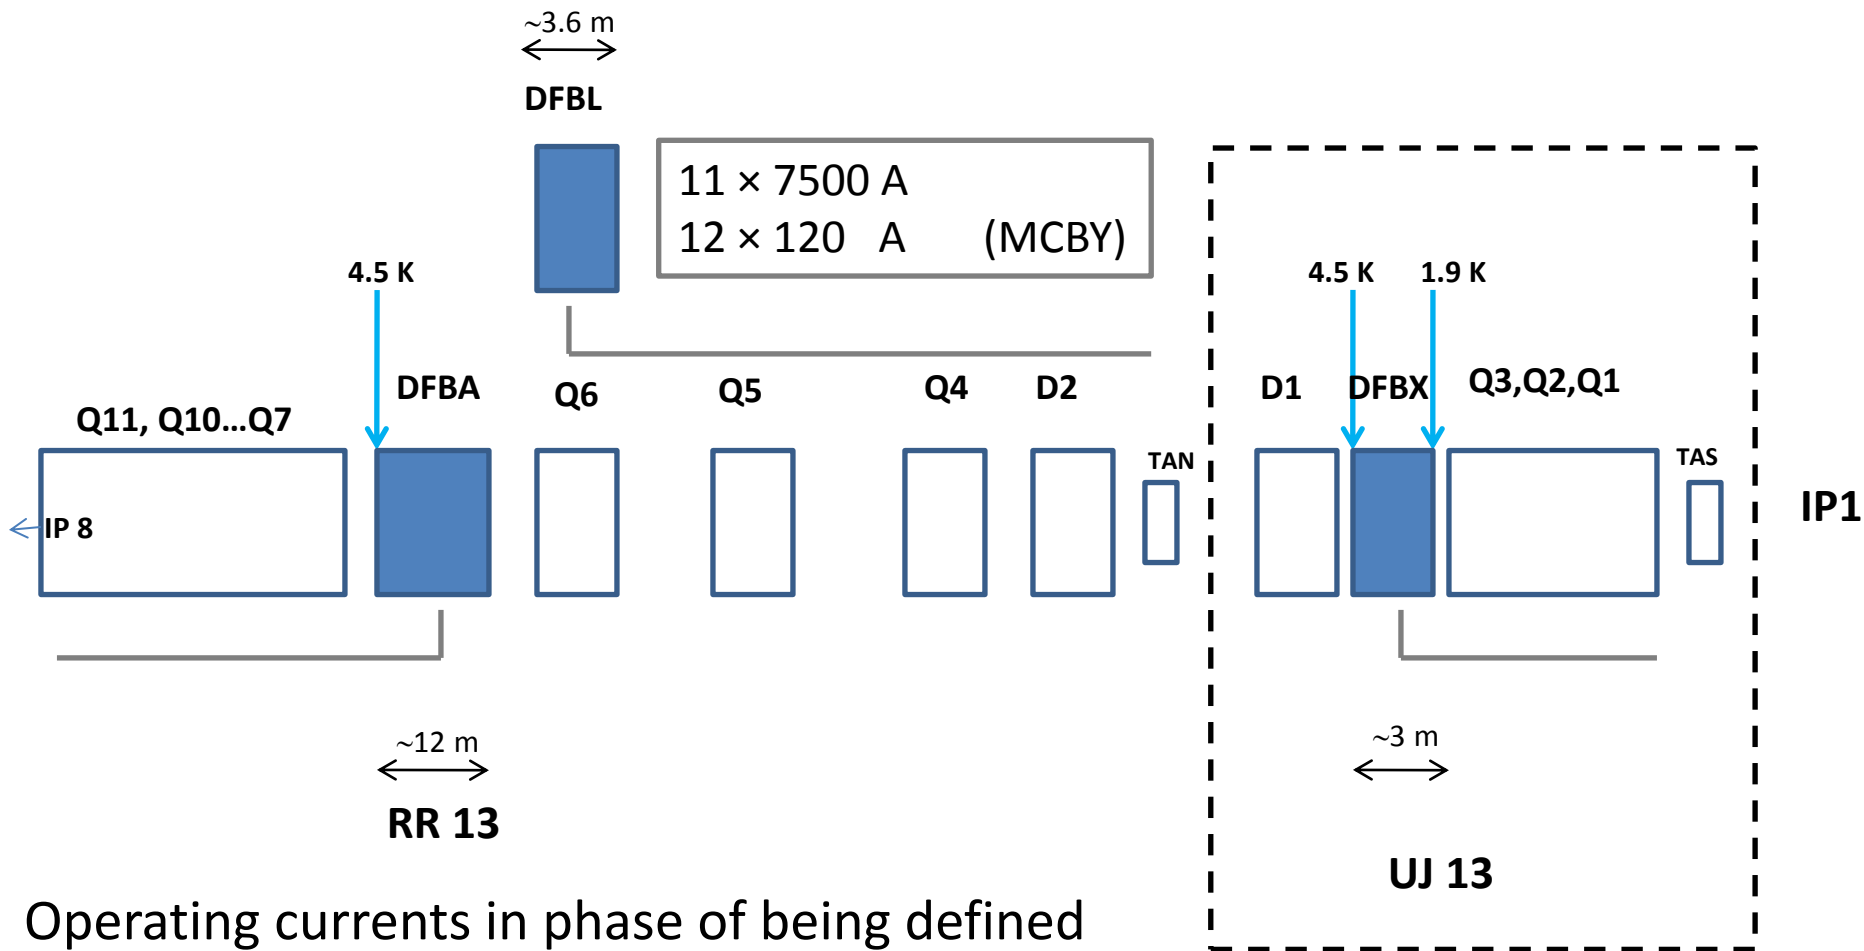 ~3.6 m
DFBL
11 × 7500 A
12 × 120 A (MCBY)
4.5 K
4.5 K
1.9 K
Q11, Q10...Q7
DFBA
Q6
Q5
Q4
D2
TAN
D1
DFBX
Q3,Q2,Q1
TAS
IP 8
IP1
~12 m
~3 m
RR 13
UJ 13
Operating currents in phase of being defined